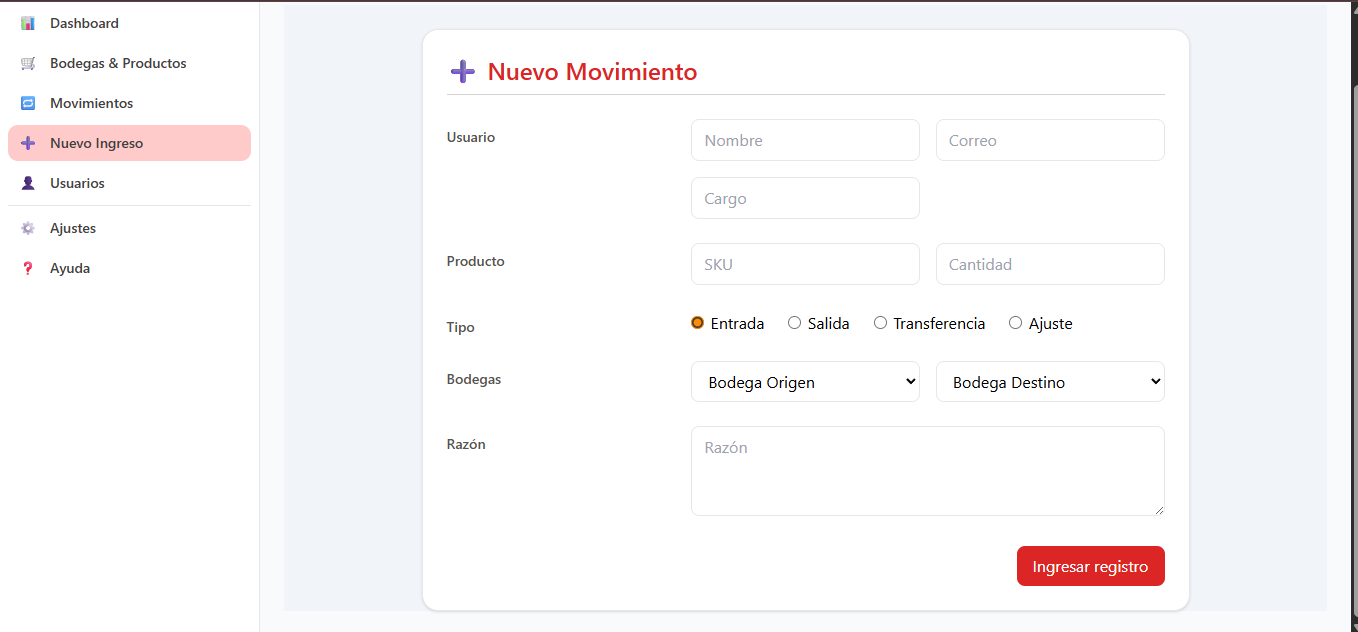 Dashboard
Bodegas & Productos
Movimientos
Nuevo Ingreso
Usuarios
Ajustes
Ayuda
Nuevo Movimiento
Usuario
Nombre
Correo
Cargo
Producto
SKU
Cantidad
Tipo
Entrada
Salida
Transferencia
Ajuste
Bodegas
Bodega Origen
Bodega Destino
Razón
Razón
Ingresar registro